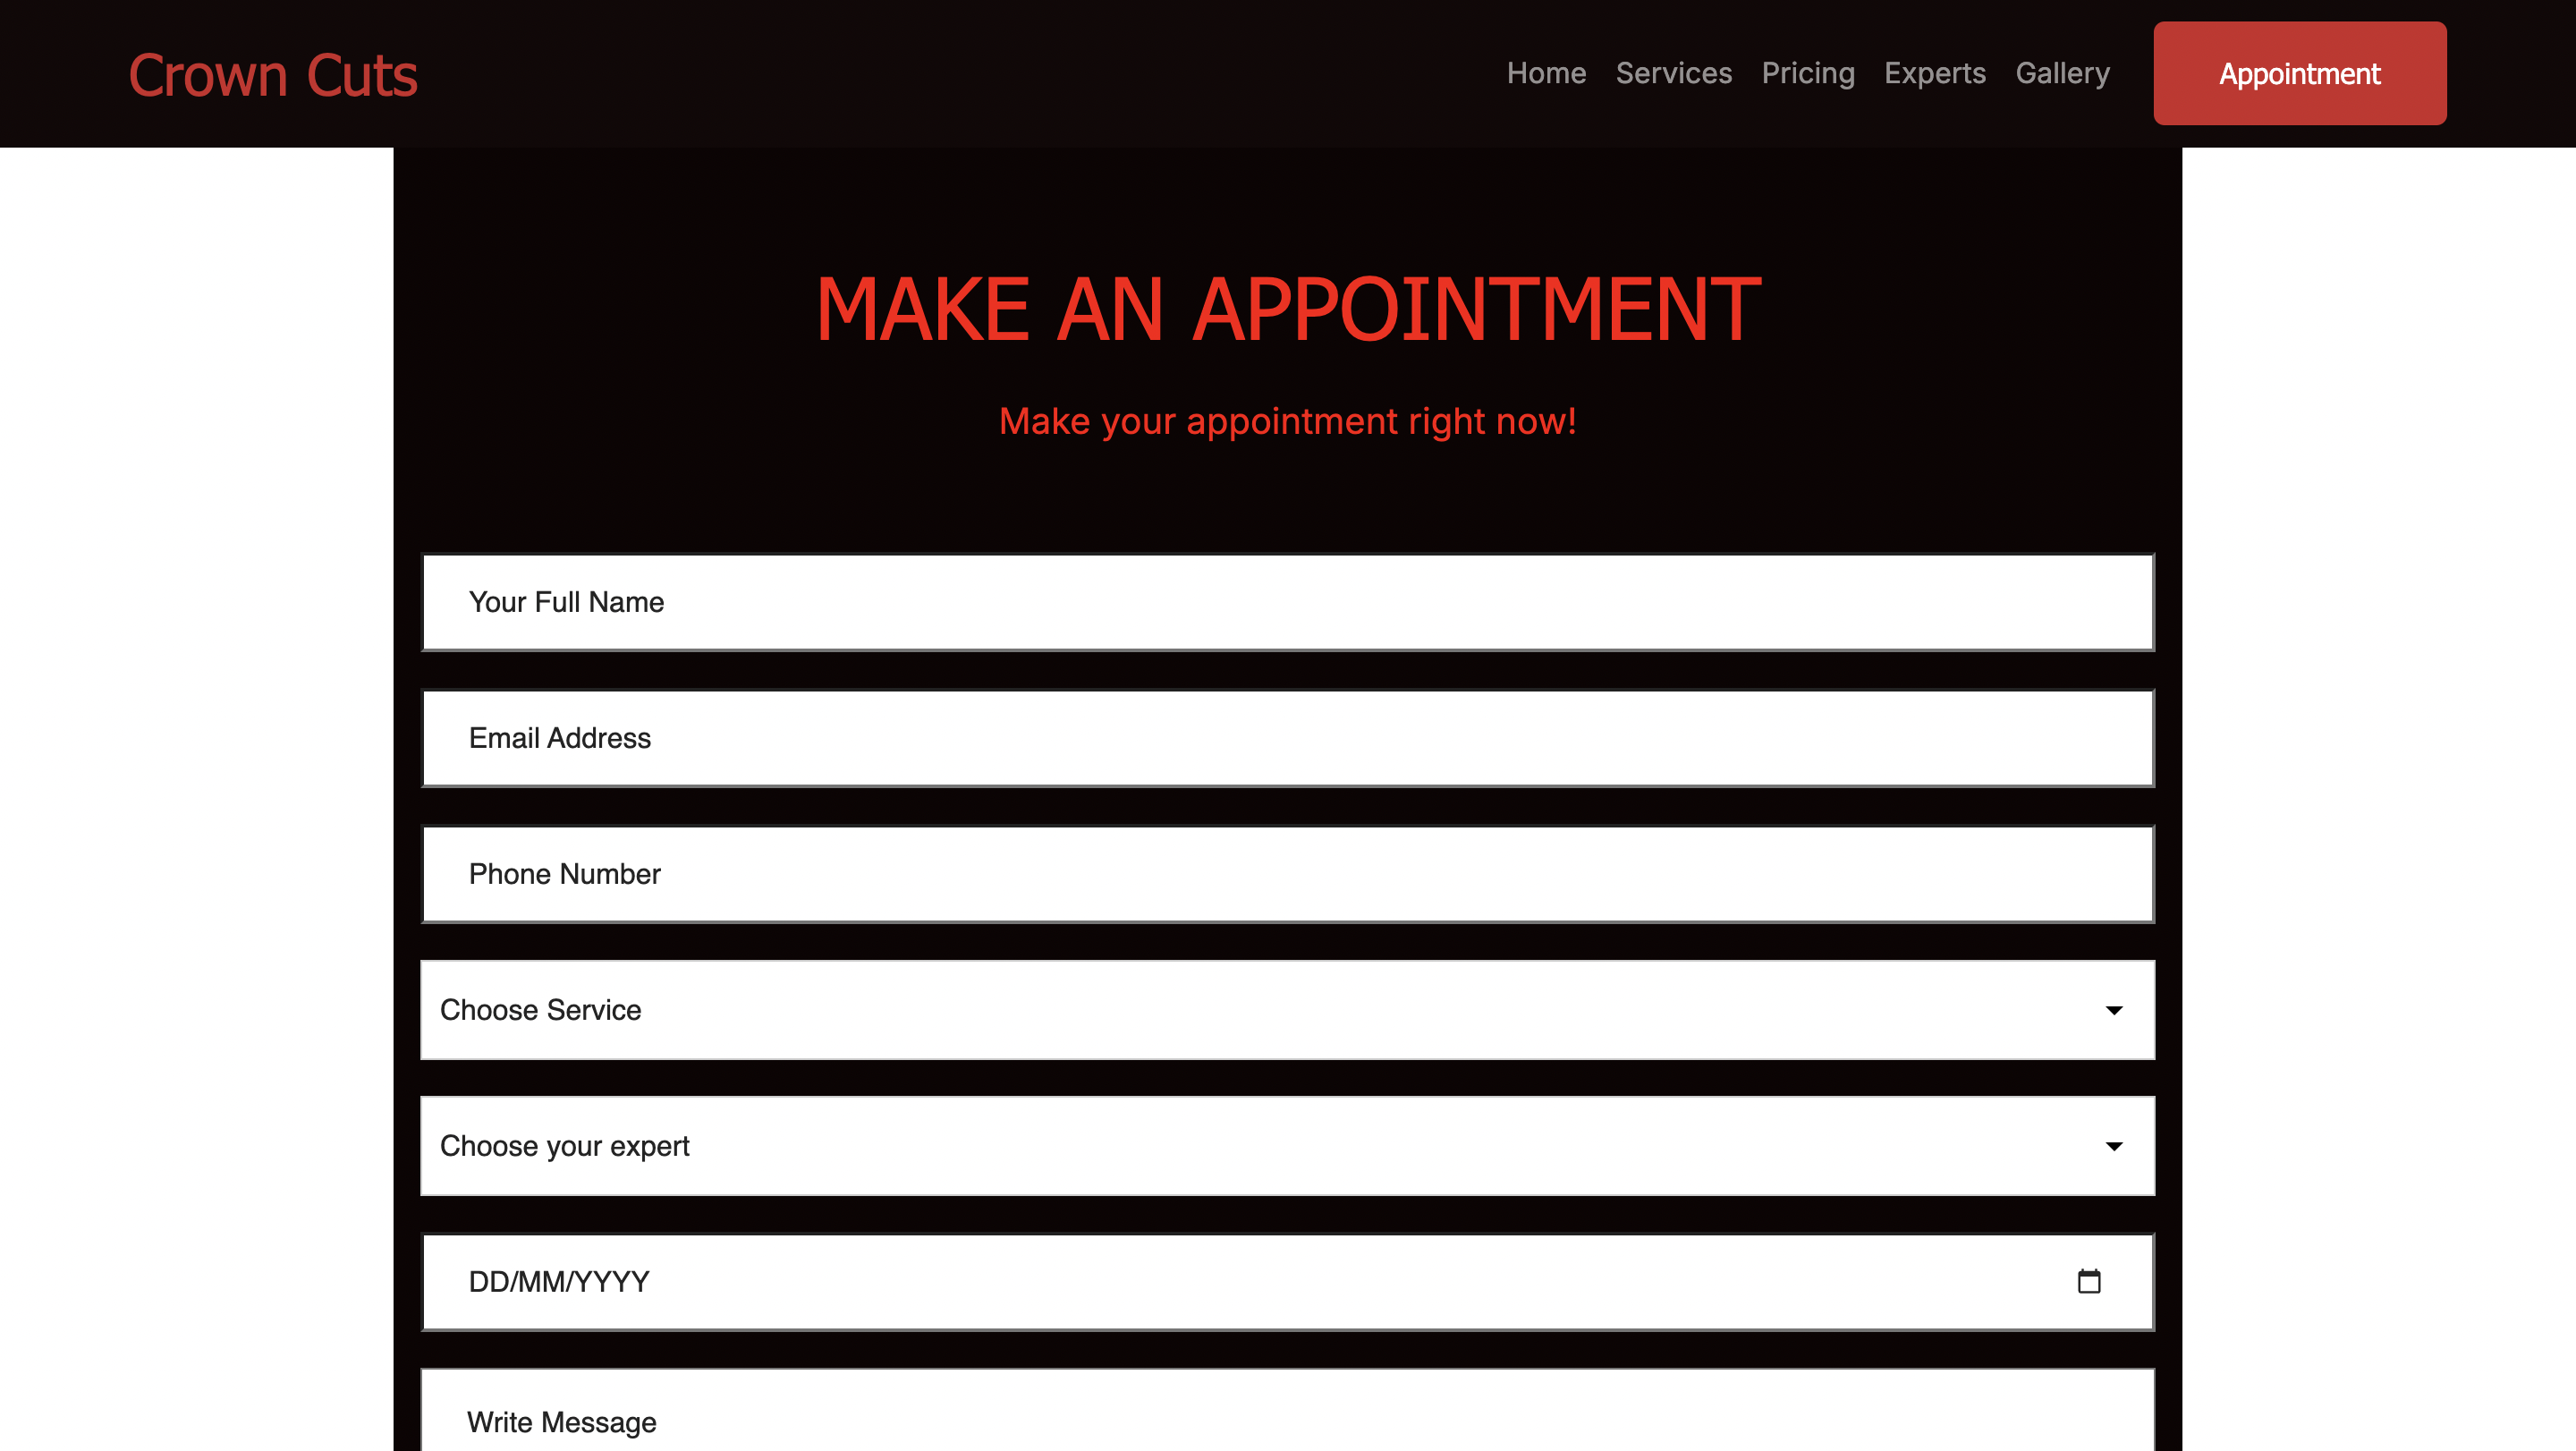 Crown Cuts
Home Services Pricing Experts Gallery Appointment
MAKE AN APPOINTMENT
Make your appointment right now!
Your Full Name
Email Address
Phone Number
Choose Service
Choose your expert
DD/MM/YYYY
Write Message